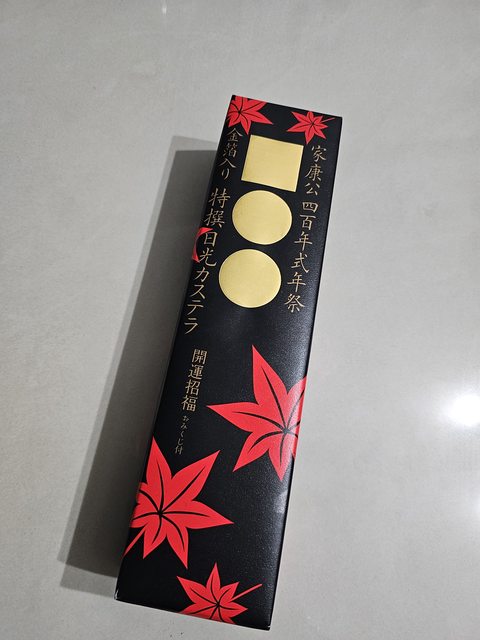 家康公四百年式年祭
金箔入り
特撰日光カステラ
開運招福
おみくじ付